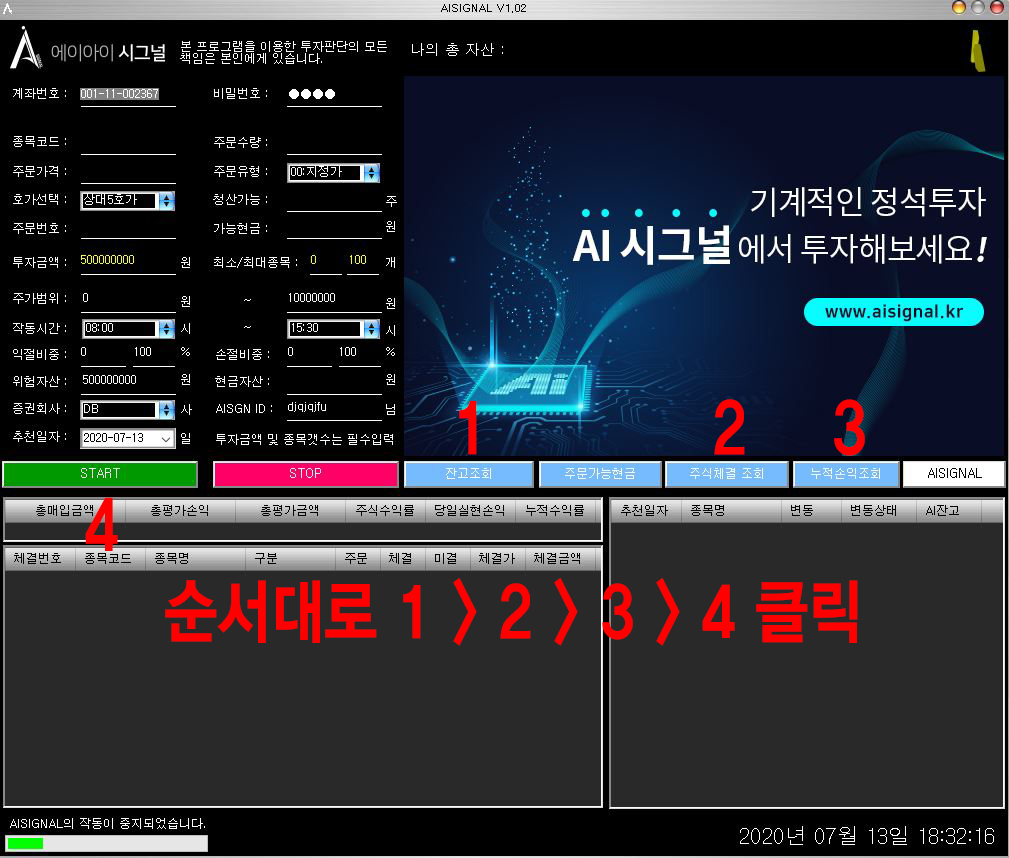 AISIGNAL V1,02
에이아이 시그널
본 프로그램을 이용한 투자판단의 모든
책임은 본인에게 있습니다.
나의 총 자산 :
계좌번호 : 001-11-002367 비밀번호 : ●●●●
종목코드 : 주문수량 :
주문가격 : 주문유형 : 00:지정가
호가선택 : 상대5호가 청산가능 : 주
주문번호 : 가능현금 : 원
투자금액 : 500000000 원 최소/최대종목 : 0 100 개
주가범위 : 0 원 ~ 10000000 원
작동시간 : 08:00 시 ~ 15:30 시
익절비중 : 0 100 % 손절비중 : 0 100 %
위험자산 : 500000000 원 현금자산 : 원
증권회사 : DB 사 AISGN ID : djqjqjfu 님
추천일자 : 2020-07-13 일 투자금액 및 종목갯수는 필수입력
기계적인 정석투자
AI 시그널에서 투자해보세요!
www.aisignal.kr
Ai
1 2 3
START STOP 잔고조회 주문가능현금 주식체결 조회 누적손익조회 AISIGNAL
4
총매입금액 총평가손익 총평가금액 주식수익률 당일실현손익 누적수익률
추천일자 종목명 변동 변동상태 AI잔고
체결번호 종목코드 종목명 구분 주문 체결 미결 체결가 체결금액
순서대로 1 > 2 > 3 > 4 클릭
AISIGNAL의 작동이 중지되었습니다.
2020년 07월 13일 18:32:16